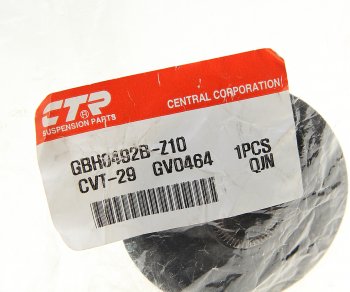 CTR
SUSPENSION PARTS
CENTRAL CORPORATION
GBH0492B-Z10
CVT-29 GV0464 1PCS
QJN